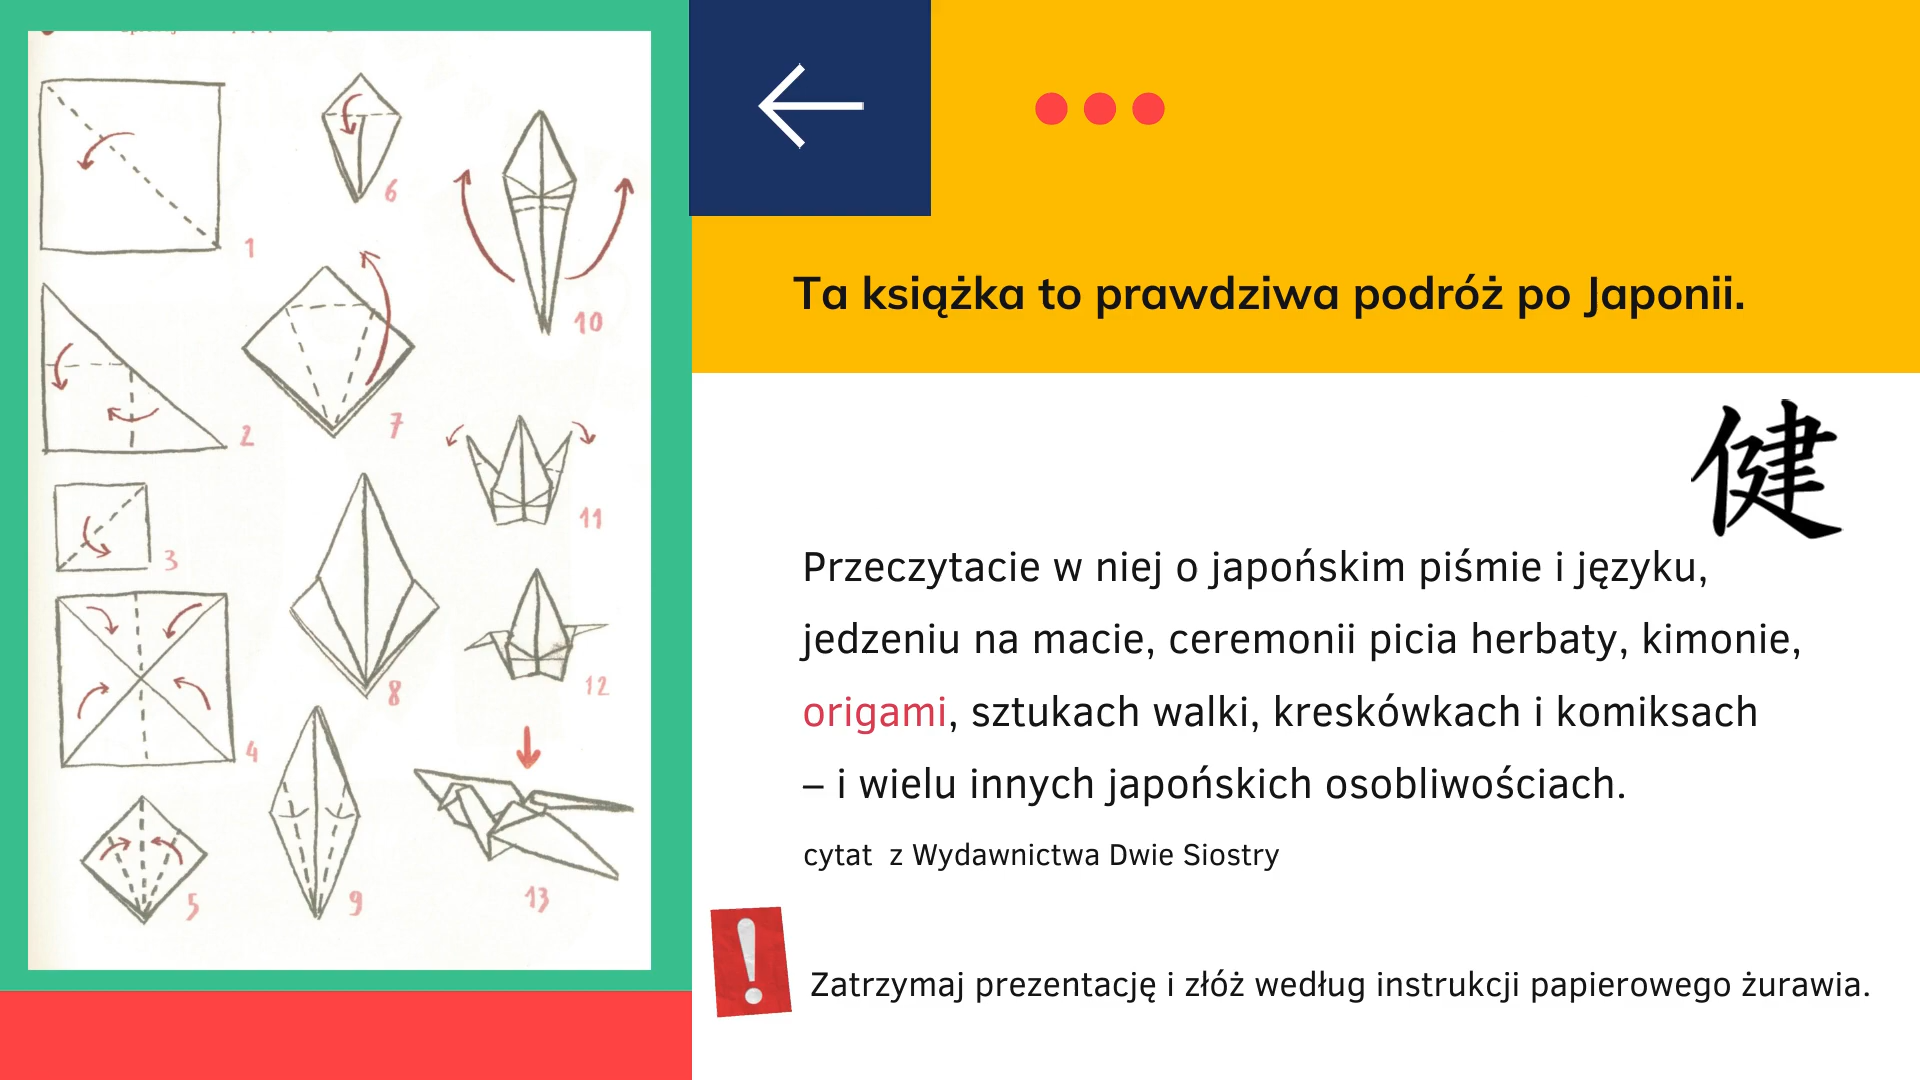 1
2
3
4
5
6
7
8
9
10
11
12
13
Ta książka to prawdziwa podróż po Japonii.
健
Przeczytacie w niej o japońskim piśmie i języku,
jedzeniu na macie, ceremonii picia herbaty, kimonie,
origami, sztukach walki, kreskówkach i komiksach
– i wielu innych japońskich osobliwościach.
cytat z Wydawnictwa Dwie Siostry
!
Zatrzymaj prezentację i złóż według instrukcji papierowego żurawia.